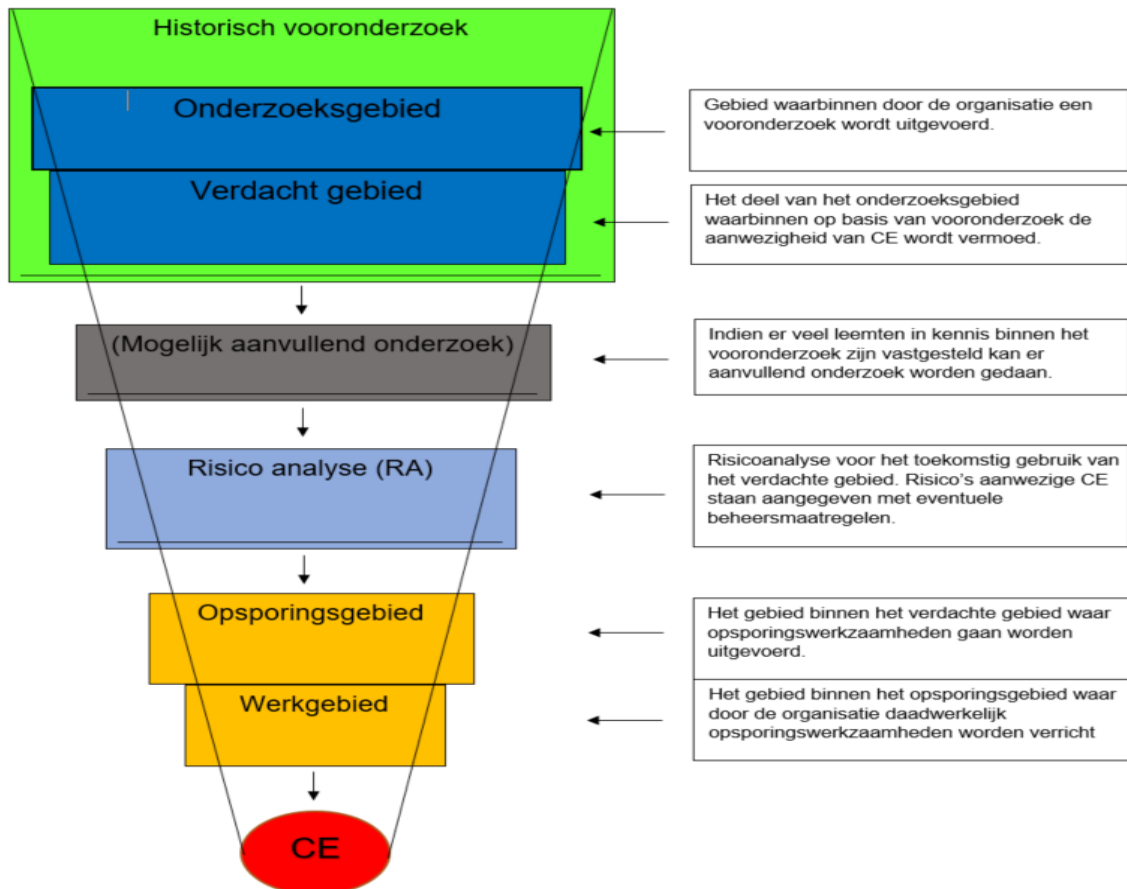 Historisch vooronderzoek
Onderzoeksgebied
Gebied waarbinnen door de organisatie een
vooronderzoek wordt uitgevoerd.
Verdacht gebied
Het deel van het onderzoeksgebied
waarbinnen op basis van vooronderzoek de
aanwezigheid van CE wordt vermoed.
(Mogelijk aanvullend onderzoek)
Indien er veel leemten in kennis binnen het
vooronderzoek zijn vastgesteld kan er
aanvullend onderzoek worden gedaan.
Risico analyse (RA)
Risicoanalyse voor het toekomstig gebruik van
het verdachte gebied. Risico's aanwezige CE
staan aangegeven met eventuele
beheersmaatregelen.
Opsporingsgebied
Het gebied binnen het verdachte gebied waar
opsporingswerkzaamheden gaan worden
uitgevoerd.
Werkgebied
Het gebied binnen het opsporingsgebied waar
door de organisatie daadwerkelijk
opsporingswerkzaamheden worden verricht
CE